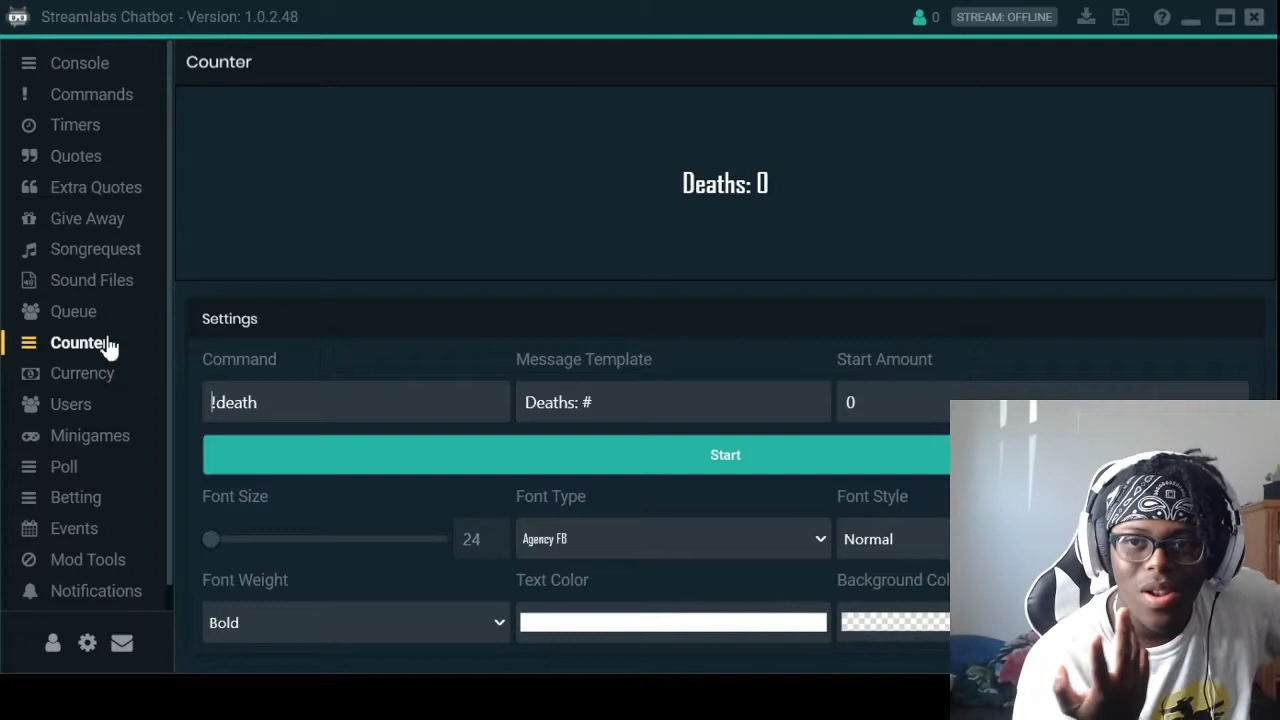 Streamlabs Chatbot - Version: 1.0.2.48
0
STREAM: OFFLINE
Console
Commands
Timers
Quotes
Extra Quotes
Give Away
Songrequest
Sound Files
Queue
Counter
Currency
Users
Minigames
Poll
Betting
Events
Mod Tools
Notifications
Counter
Deaths: 0
Settings
Command
Message Template
Start Amount
!death
Deaths: #
0
Start
Font Size
Font Type
Font Style
24
Agency FB
Normal
Font Weight
Text Color
Background Col
Bold